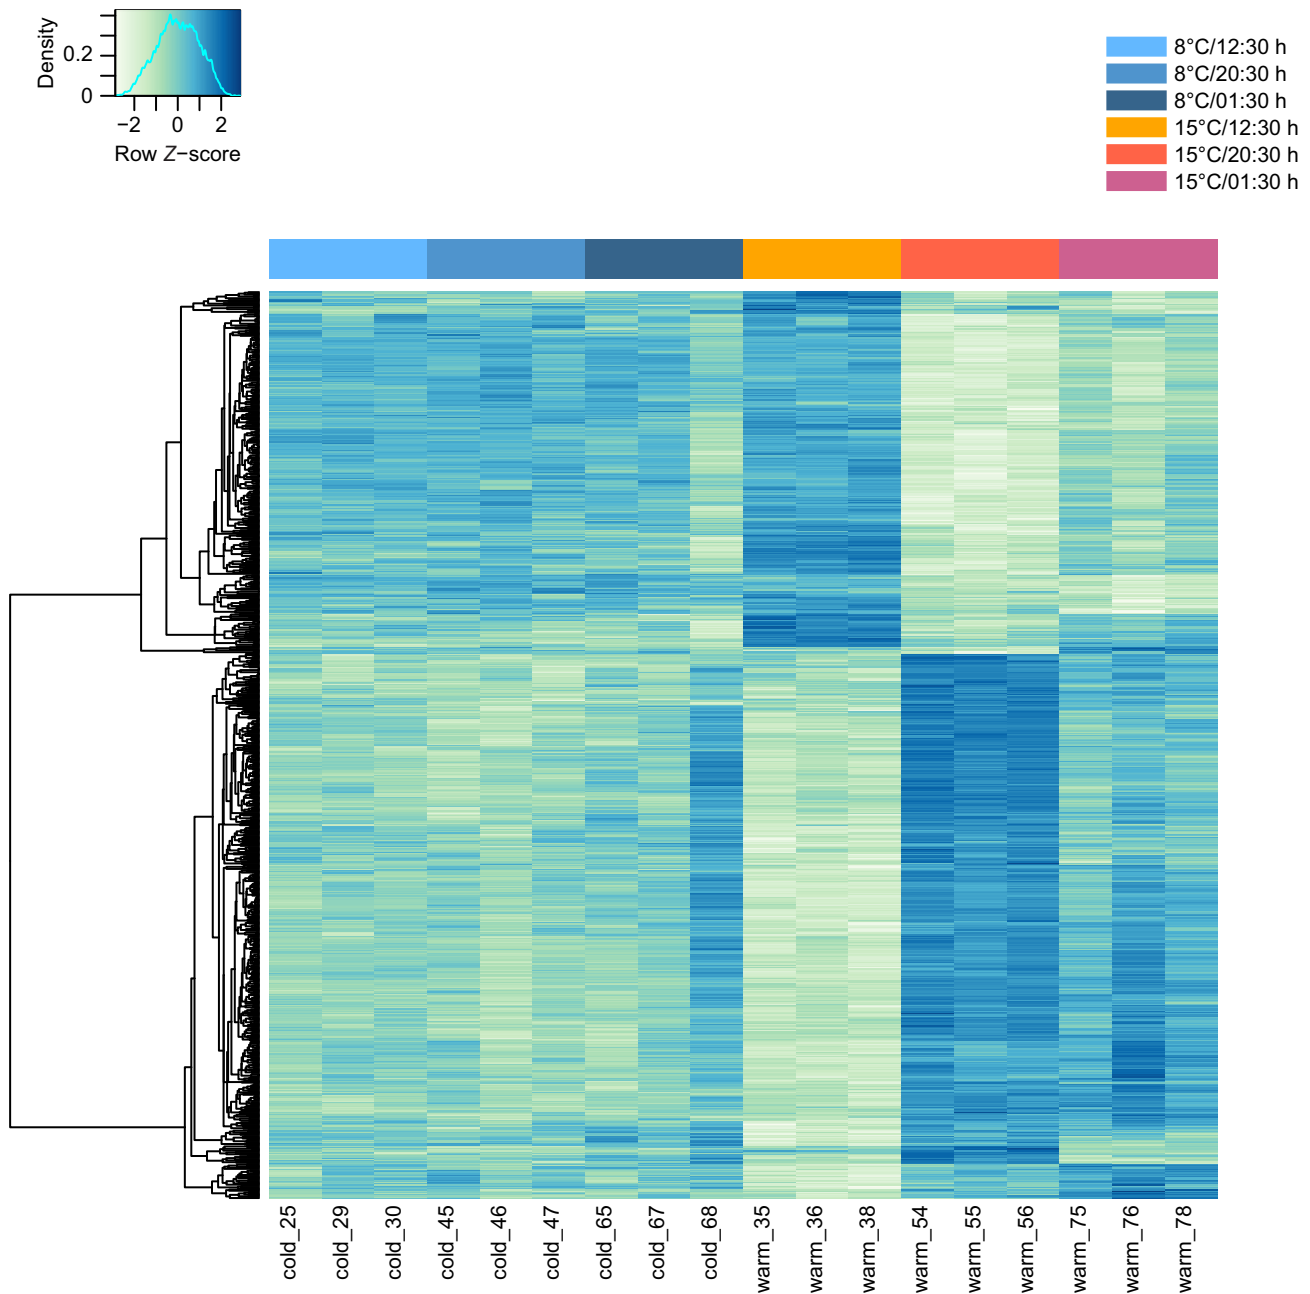 Density
0.2
0
−2 0 2
Row Z−score
8°C/12:30 h
8°C/20:30 h
8°C/01:30 h
15°C/12:30 h
15°C/20:30 h
15°C/01:30 h
cold_25
cold_29
cold_30
cold_45
cold_46
cold_47
cold_65
cold_67
cold_68
warm_35
warm_36
warm_38
warm_54
warm_55
warm_56
warm_75
warm_76
warm_78